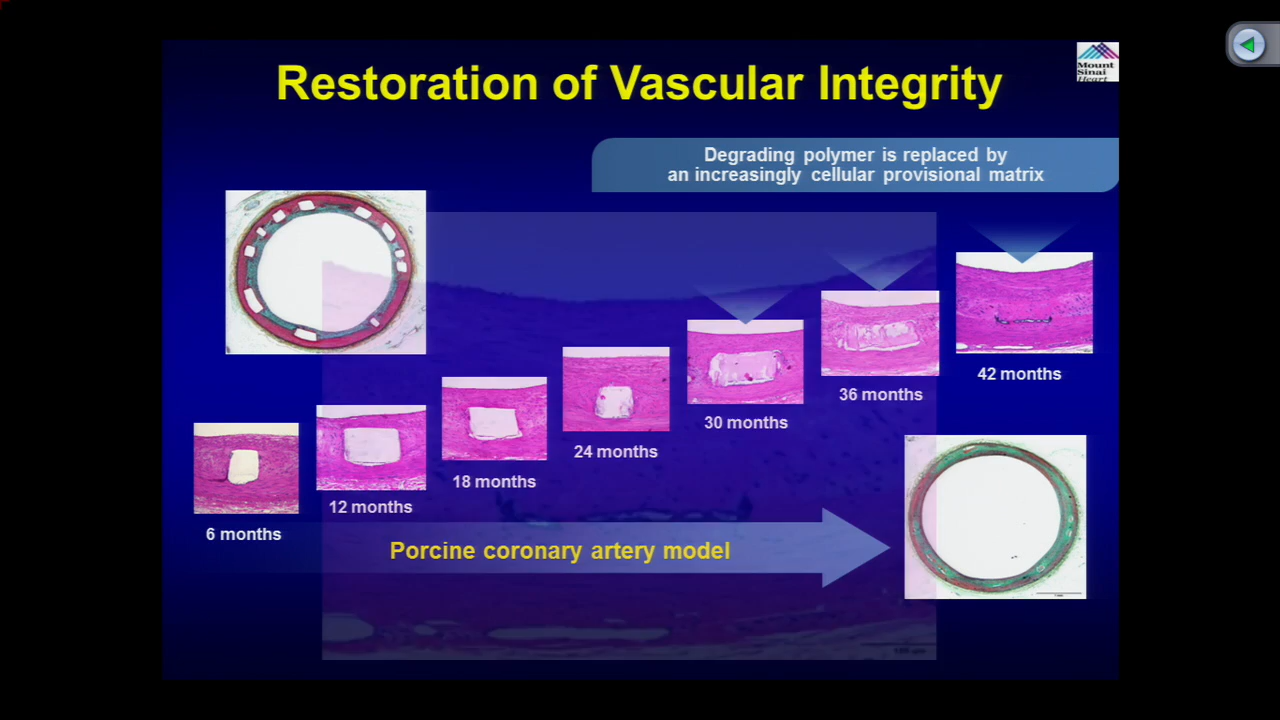 Restoration of Vascular Integrity
Mount
Sinai
Heart
Degrading polymer is replaced by
an increasingly cellular provisional matrix
6 months
12 months
18 months
24 months
30 months
36 months
42 months
Porcine coronary artery model